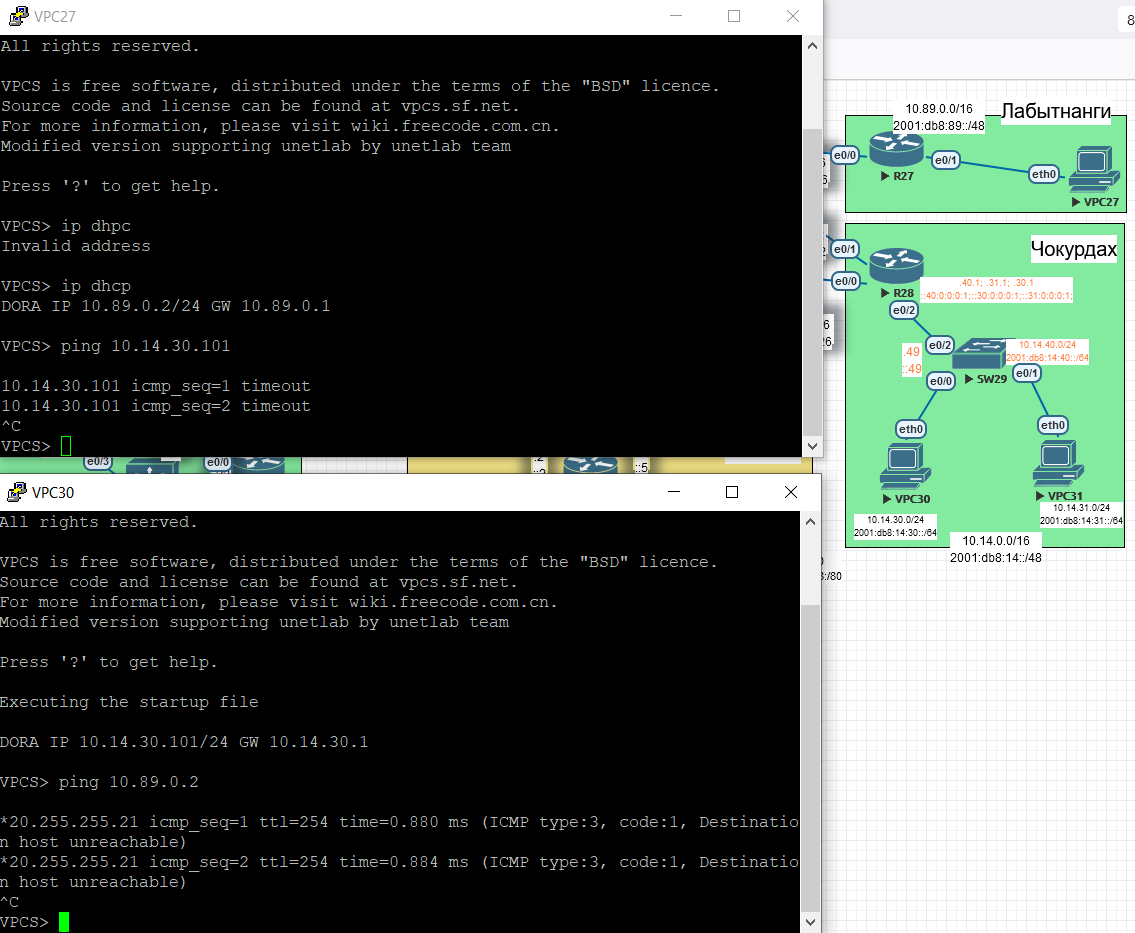 VPC27
All rights reserved.
VPCS is free software, distributed under the terms of the "BSD" licence.
Source code and license can be found at vpcs.sf.net.
For more information, please visit wiki.freecode.com.cn.
Modified version supporting unetlab by unetlab team
Press '?' to get help.
VPCS> ip dhpc
Invalid address
VPCS> ip dhcp
DORA IP 10.89.0.2/24 GW 10.89.0.1
VPCS> ping 10.14.30.101
10.14.30.101 icmp_seq=1 timeout
10.14.30.101 icmp_seq=2 timeout
^C
VPCS>
e0/3
e0/0
::5
VPC30
All rights reserved.
VPCS is free software, distributed under the terms of the "BSD" licence.
Source code and license can be found at vpcs.sf.net.
For more information, please visit wiki.freecode.com.cn.
Modified version supporting unetlab by unetlab team
Press '?' to get help.
Executing the startup file
DORA IP 10.14.30.101/24 GW 10.14.30.1
VPCS> ping 10.89.0.2
*20.255.255.21 icmp_seq=1 ttl=254 time=0.880 ms (ICMP type:3, code:1, Destinatio
n host unreachable)
*20.255.255.21 icmp_seq=2 ttl=254 time=0.884 ms (ICMP type:3, code:1, Destinatio
n host unreachable)
^C
VPCS>
8
10.89.0.0/16
2001:db8:89::/48
Лабытнанги
e0/0
R27
e0/1
eth0
VPC27
Чокурдах
e0/1
e0/0
R28
.40.1; .31.1; .30.1
::40:0:0:0:1;::30:0:0:0:1;::31:0:0:0:1;
e0/2
.49
::49
e0/2
10.14.40.0/24
2001:db8:14:40::/64
SW29
e0/0
e0/1
eth0
eth0
VPC30
VPC31
10.14.30.0/24
2001:db8:14:30::/64
10.14.31.0/24
2001:db8:14:31::/64
10.14.0.0/16
2001:db8:14::/48
:/80